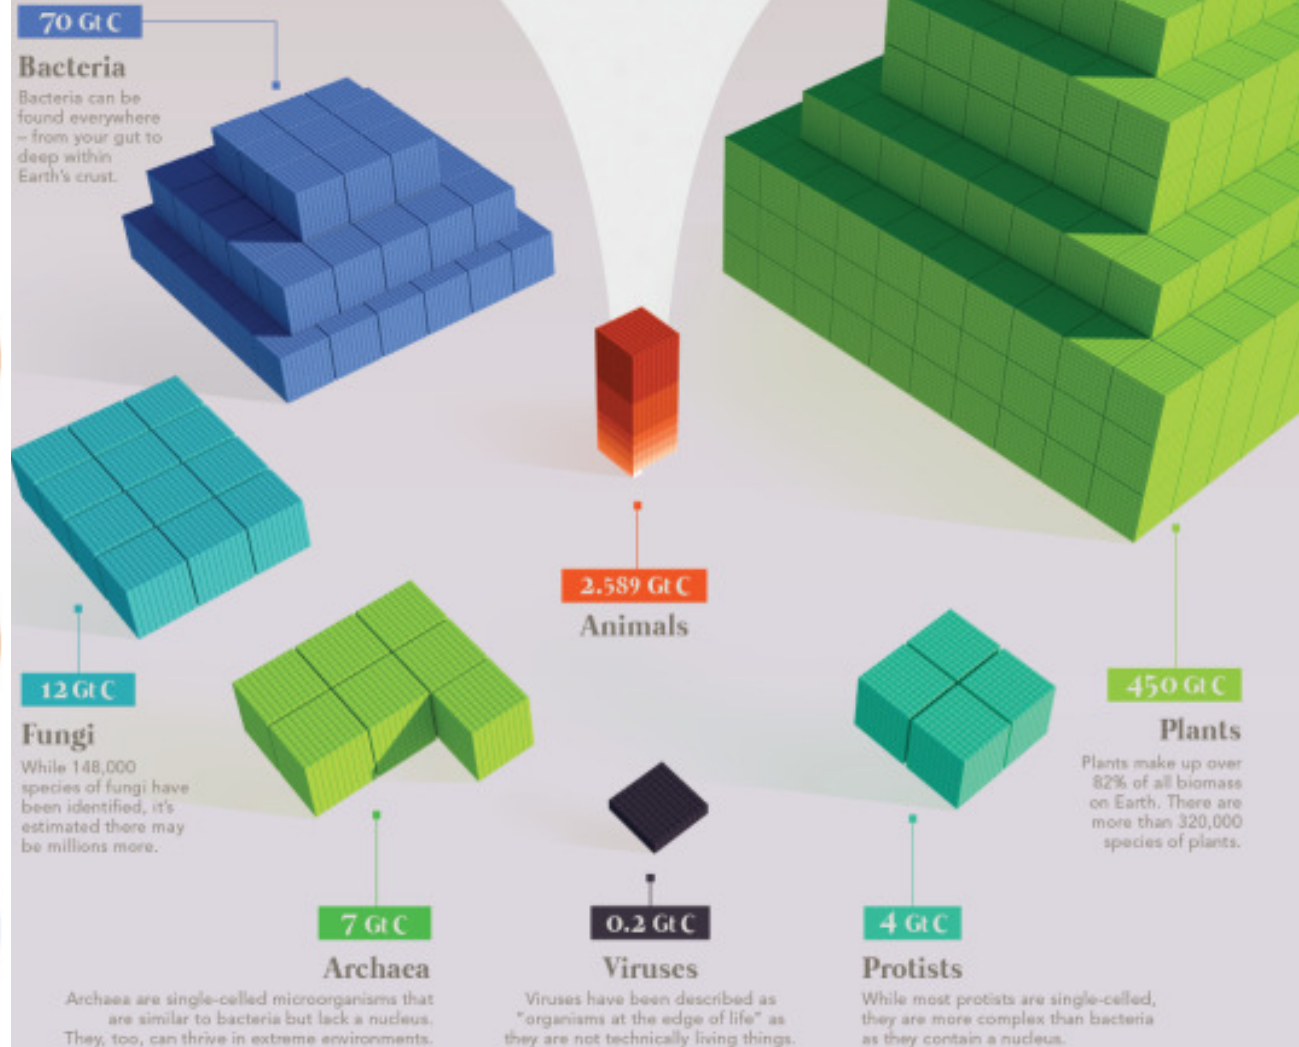 70 Gt C
Bacteria
Bacteria can be
found everywhere
– from your gut to
deep within
Earth's crust.
2.589 Gt C
Animals
12 Gt C
Fungi
While 148,000
species of fungi have
been identified, it's
estimated there may
be millions more.
450 Gt C
Plants
Plants make up over
82% of all biomass
on Earth. There are
more than 320,000
species of plants.
7 Gt C
Archaea
Archaea are single-celled microorganisms that
are similar to bacteria but lack a nucleus.
They, too, can thrive in extreme environments.
0.2 Gt C
Viruses
Viruses have been described as
"organisms at the edge of life" as
they are not technically living things.
4 Gt C
Protists
While most protists are single-celled,
they are more complex than bacteria
as they contain a nucleus.